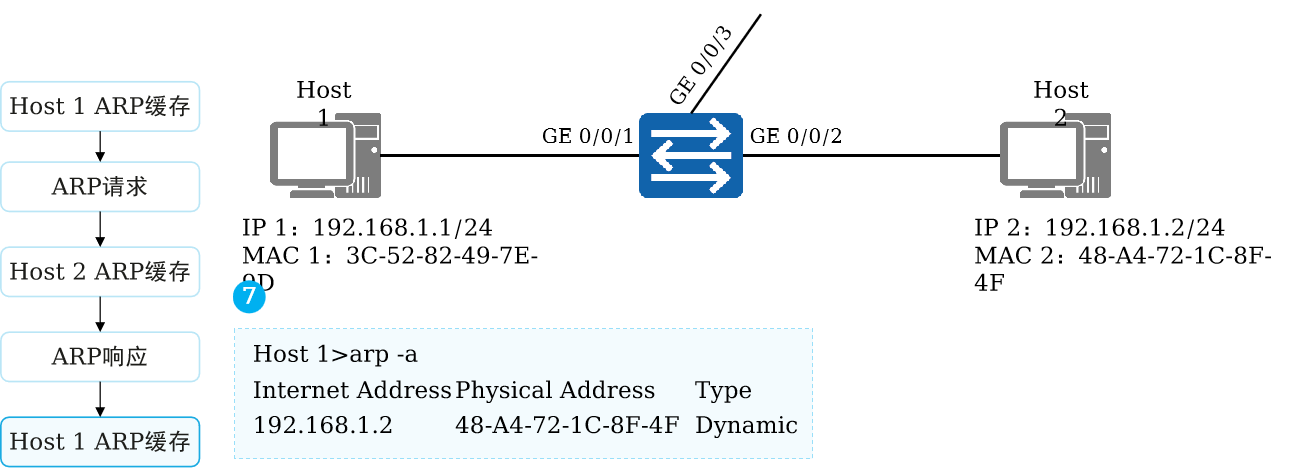 GE 0/0/3
Host
1
Host
2
Host 1 ARP缓存
GE 0/0/1
GE 0/0/2
ARP请求
IP 1：192.168.1.1/24
MAC 1：3C-52-82-49-7E-
9D
IP 2：192.168.1.2/24
MAC 2：48-A4-72-1C-8F-
4F
Host 2 ARP缓存
7
ARP响应
Host 1 ARP缓存
Host 1>arp -a
Internet Address Physical Address Type
192.168.1.2 48-A4-72-1C-8F-4F Dynamic